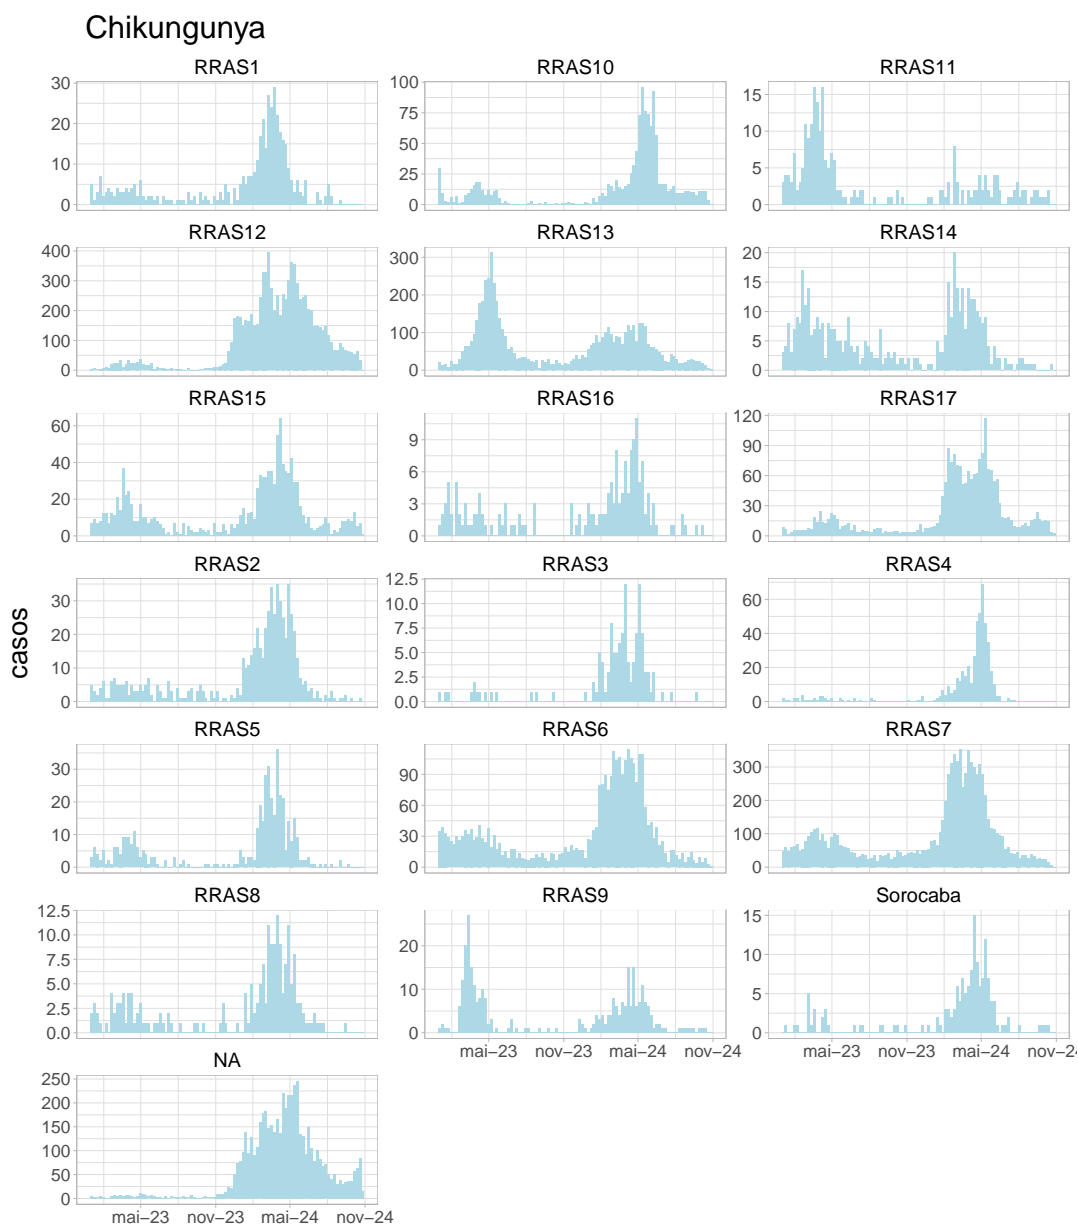 Chikungunya
RRAS1 RRAS10 RRAS11
30 20 10 0
100 75 50 25 0
15 10 5 0
RRAS12 RRAS13 RRAS14
400 300 200 100 0
300 200 100 0
20 15 10 5 0
RRAS15 RRAS16 RRAS17
60 40 20 0
9 6 3 0
120 90 60 30 0
RRAS2 RRAS3 RRAS4
30 20 10 0
12.5 10.0 7.5 5.0 2.5 0.0
60 40 20 0
casos
RRAS5 RRAS6 RRAS7
30 20 10 0
90 60 30 0
300 200 100 0
RRAS8 RRAS9 Sorocaba
12.5 10.0 7.5 5.0 2.5 0.0
20 10 0
15 10 5 0
mai−23 nov−23 mai−24 nov−24
mai−23 nov−23 mai−24 nov−24
NA
250 200 150 100 50 0
mai−23 nov−23 mai−24 nov−24